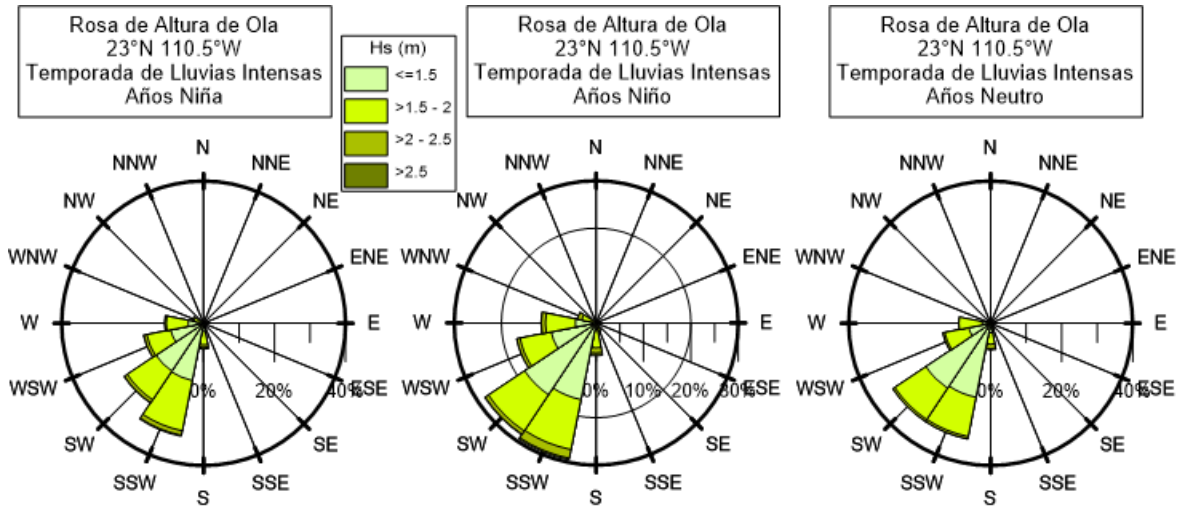 Rosa de Altura de Ola
23°N 110.5°W
Temporada de Lluvias Intensas
Años Niña
Hs (m)
<=1.5
>1.5 - 2
>2 - 2.5
>2.5
Rosa de Altura de Ola
23°N 110.5°W
Temporada de Lluvias Intensas
Años Niño
Rosa de Altura de Ola
23°N 110.5°W
Temporada de Lluvias Intensas
Años Neutro
N
NNE
NE
ENE
E
ESE
SE
SSE
S
SSW
SW
WSW
W
WNW
NW
NNW
0% 20% 40%
N
NNE
NE
ENE
E
ESE
SE
SSE
S
SSW
SW
WSW
W
WNW
NW
NNW
0% 10% 20% 30%
N
NNE
NE
ENE
E
ESE
SE
SSE
S
SSW
SW
WSW
W
WNW
NW
NNW
0% 20% 40%